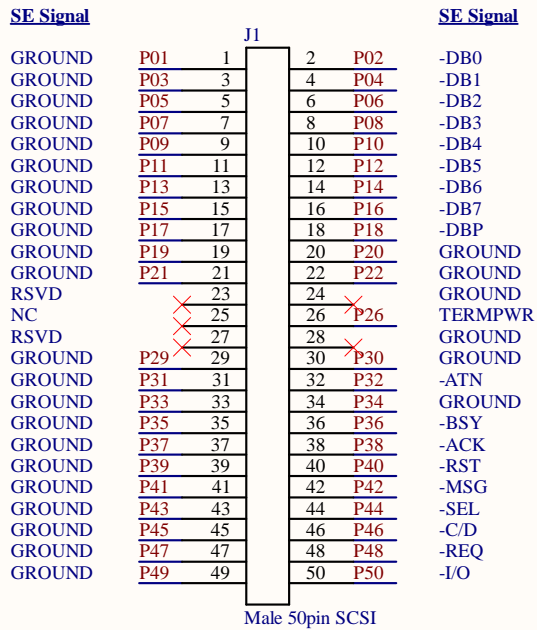 SE Signal SE Signal
J1
GROUND P01 1 2 P02 -DB0
GROUND P03 3 4 P04 -DB1
GROUND P05 5 6 P06 -DB2
GROUND P07 7 8 P08 -DB3
GROUND P09 9 10 P10 -DB4
GROUND P11 11 12 P12 -DB5
GROUND P13 13 14 P14 -DB6
GROUND P15 15 16 P16 -DB7
GROUND P17 17 18 P18 -DBP
GROUND P19 19 20 P20 GROUND
GROUND P21 21 22 P22 GROUND
RSVD 23 24 GROUND
NC 25 26 P26 TERMPWR
RSVD 27 28 GROUND
GROUND P29 29 30 P30 GROUND
GROUND P31 31 32 P32 -ATN
GROUND P33 33 34 P34 GROUND
GROUND P35 35 36 P36 -BSY
GROUND P37 37 38 P38 -ACK
GROUND P39 39 40 P40 -RST
GROUND P41 41 42 P42 -MSG
GROUND P43 43 44 P44 -SEL
GROUND P45 45 46 P46 -C/D
GROUND P47 47 48 P48 -REQ
GROUND P49 49 50 P50 -I/O
Male 50pin SCSI